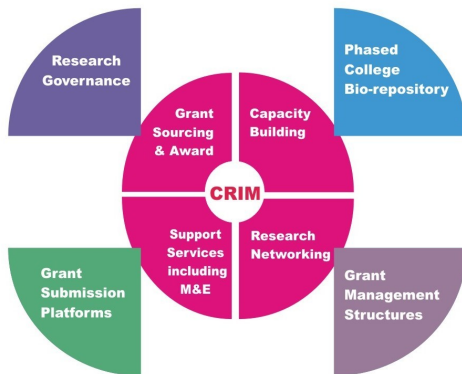 Research
Governance
Phased
College
Bio-repository
Grant
Sourcing
& Award
Capacity
Building
CRIM
Support
Services
including
M&E
Research
Networking
Grant
Submission
Platforms
Grant
Management
Structures